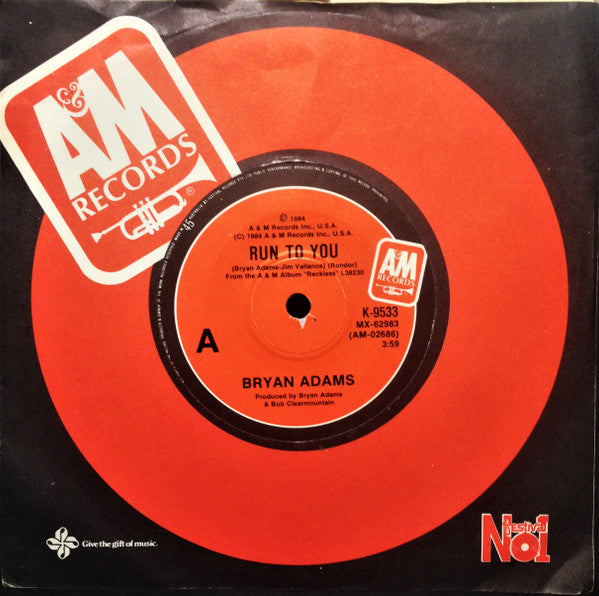 A&M
RECORDS
®
℗ 1984
A & M Records Inc., U.S.A.
(C) 1984 A & M Records Inc., U.S.A.
RUN TO YOU
(Bryan Adams-Jim Vallance) (Rondor)
From the A & M Album "Reckless" L38230
A&M
RECORDS
45
K-9533
MX-62983
(AM-02686)
3:59
A
BRYAN ADAMS
Produced by Bryan Adams
& Bob Clearmountain
Give the gift of music.
Festival
No1